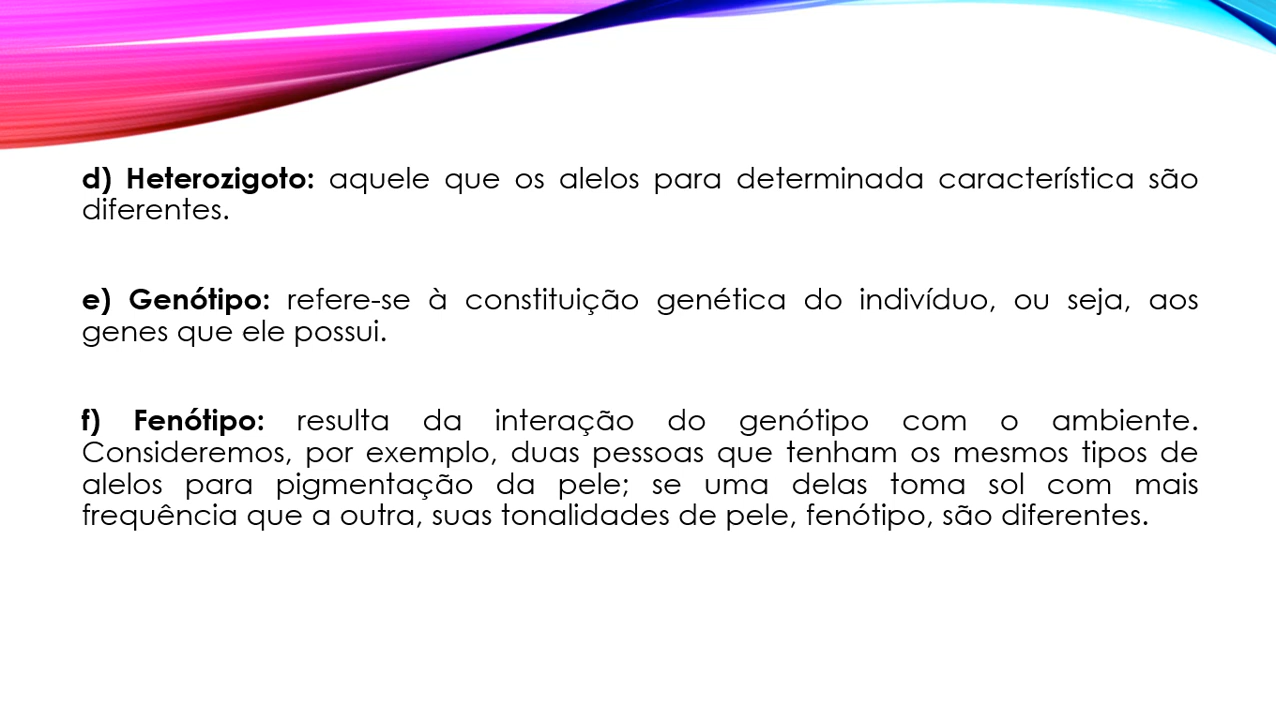 d) Heterozigoto: aquele que os alelos para determinada característica são
diferentes.
e) Genótipo: refere-se à constituição genética do indivíduo, ou seja, aos
genes que ele possui.
f) Fenótipo: resulta da interação do genótipo com o ambiente.
Consideremos, por exemplo, duas pessoas que tenham os mesmos tipos de
alelos para pigmentação da pele; se uma delas toma sol com mais
frequência que a outra, suas tonalidades de pele, fenótipo, são diferentes.